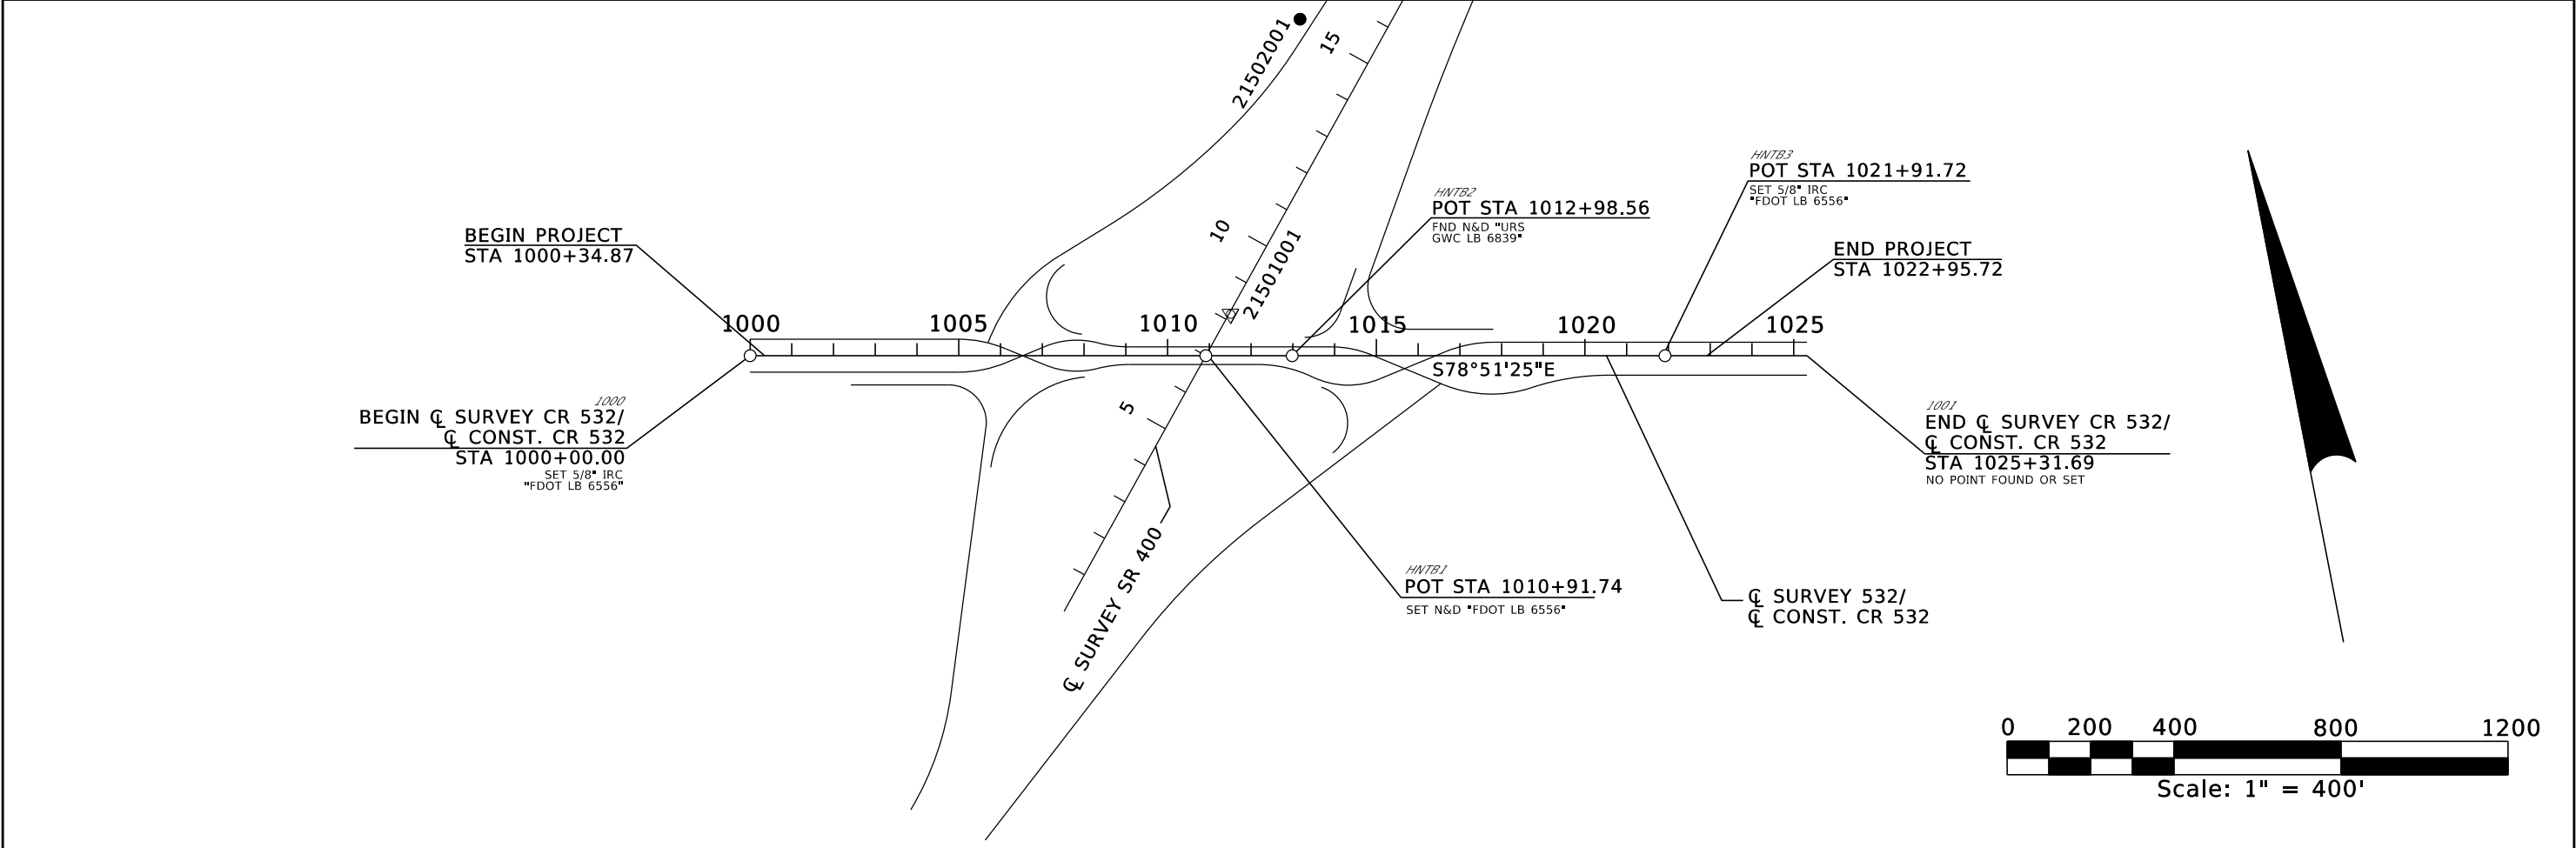 21502001
15
HNTB3
POT STA 1021+91.72
SET 5/8" IRC
"FDOT LB 6556"
HNTB2
POT STA 1012+98.56
FND N&D "URS
GWC LB 6839"
BEGIN PROJECT
STA 1000+34.87
10
21501001
END PROJECT
STA 1022+95.72
1000
1005
1010
1015
1020
1025
S78°51'25"E
1000
BEGIN ℄ SURVEY CR 532/
℄ CONST. CR 532
STA 1000+00.00
SET 5/8" IRC
"FDOT LB 6556"
5
1001
END ℄ SURVEY CR 532/
℄ CONST. CR 532
STA 1025+31.69
NO POINT FOUND OR SET
℄ SURVEY SR 400
HNTB1
POT STA 1010+91.74
SET N&D "FDOT LB 6556"
℄ SURVEY 532/
℄ CONST. CR 532
0 200 400 800 1200
Scale: 1" = 400'